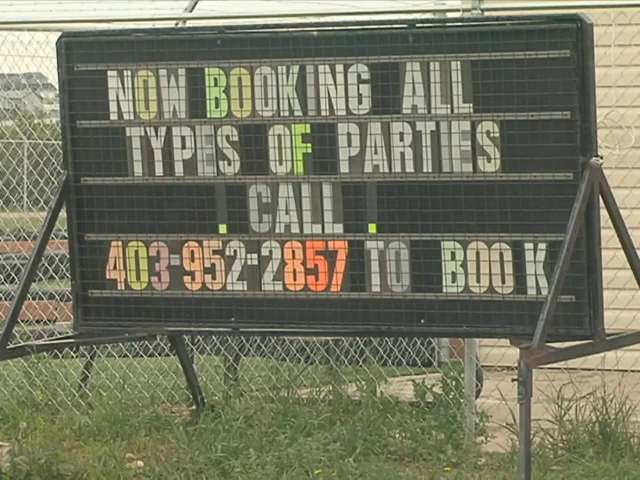 NOW BOOKING ALL
TYPES OF PARTIES
. CALL .
403-952-2857 TO BOOK